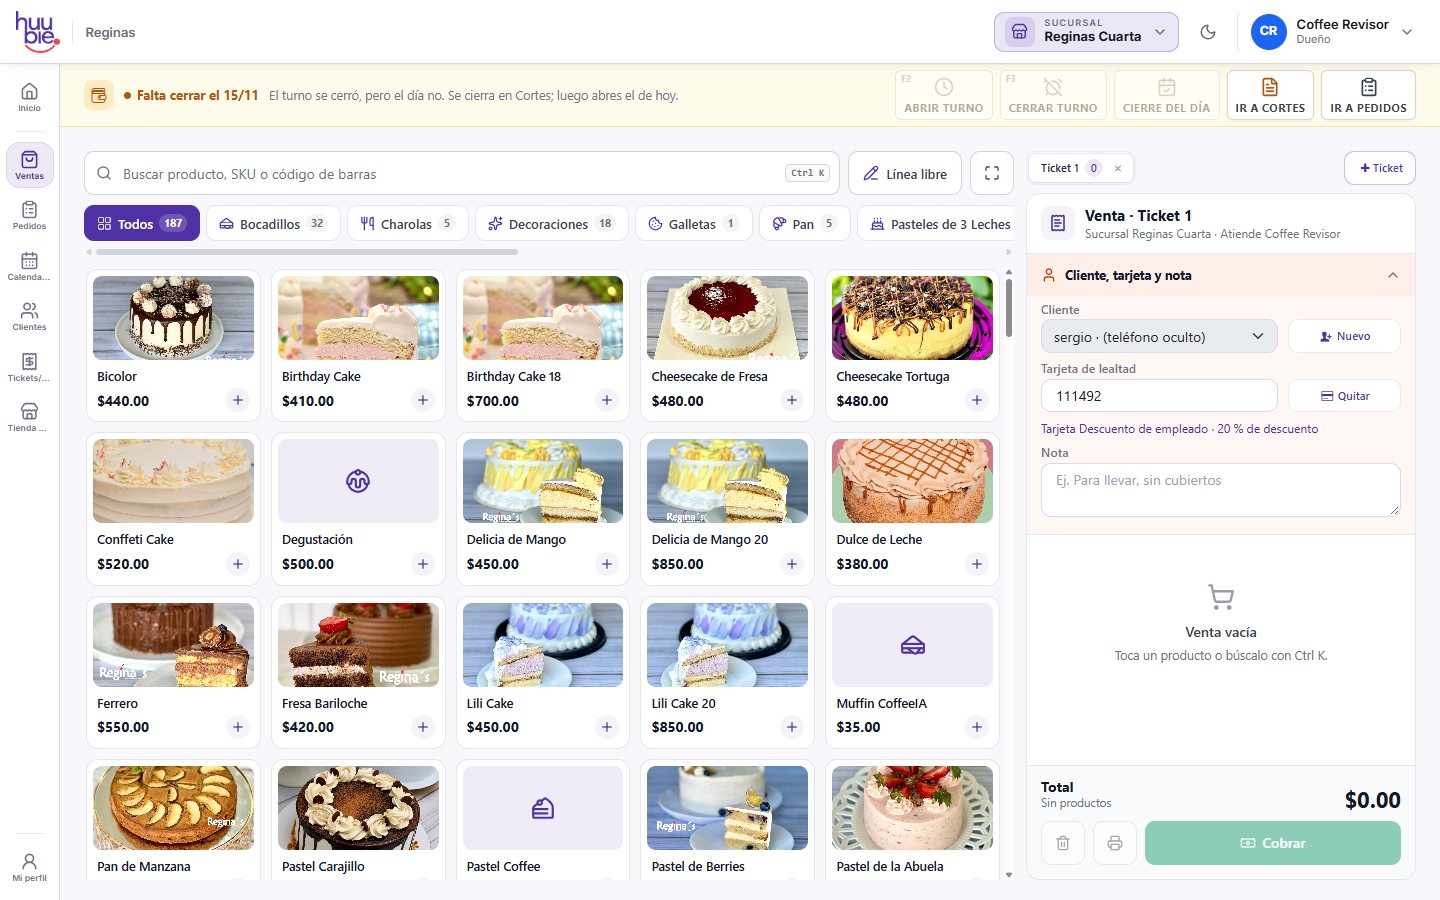 huu
bie.
Reginas
SUCURSAL
Reginas Cuarta
CR
Coffee Revisor
Dueño
Inicio
Ventas
Pedidos
Calenda...
Clientes
Tickets/...
Tienda ...
Mi perfil
Falta cerrar el 15/11 El turno se cerró, pero el día no. Se cierra en Cortes; luego abres el de hoy.
F2
ABRIR TURNO
F3
CERRAR TURNO
CIERRE DEL DÍA
IR A CORTES
IR A PEDIDOS
Buscar producto, SKU o código de barras
Ctrl K
Línea libre
Todos 187
Bocadillos 32
Charolas 5
Decoraciones 18
Galletas 1
Pan 5
Pasteles de 3 Leches
Bicolor
$440.00
Birthday Cake
$410.00
Birthday Cake 18
$700.00
Cheesecake de Fresa
$480.00
Cheesecake Tortuga
$480.00
Conffeti Cake
$520.00
Degustación
$500.00
Regina's
Delicia de Mango
$450.00
Regina's
Delicia de Mango 20
$850.00
Dulce de Leche
$380.00
Regina's
Ferrero
$550.00
Regina's
Fresa Bariloche
$420.00
Lili Cake
$450.00
Lili Cake 20
$850.00
Muffin CoffeeIA
$35.00
Regina's
Pan de Manzana
Pastel Carajillo
Pastel Coffee
Regina's
Pastel de Berries
Pastel de la Abuela
Ticket 1 0 ×
+ Ticket
Venta · Ticket 1
Sucursal Reginas Cuarta · Atiende Coffee Revisor
Cliente, tarjeta y nota
Cliente
sergio · (teléfono oculto)
Nuevo
Tarjeta de lealtad
111492
Quitar
Tarjeta Descuento de empleado · 20 % de descuento
Nota
Ej. Para llevar, sin cubiertos
Venta vacía
Toca un producto o búscalo con Ctrl K.
Total
Sin productos
$0.00
Cobrar